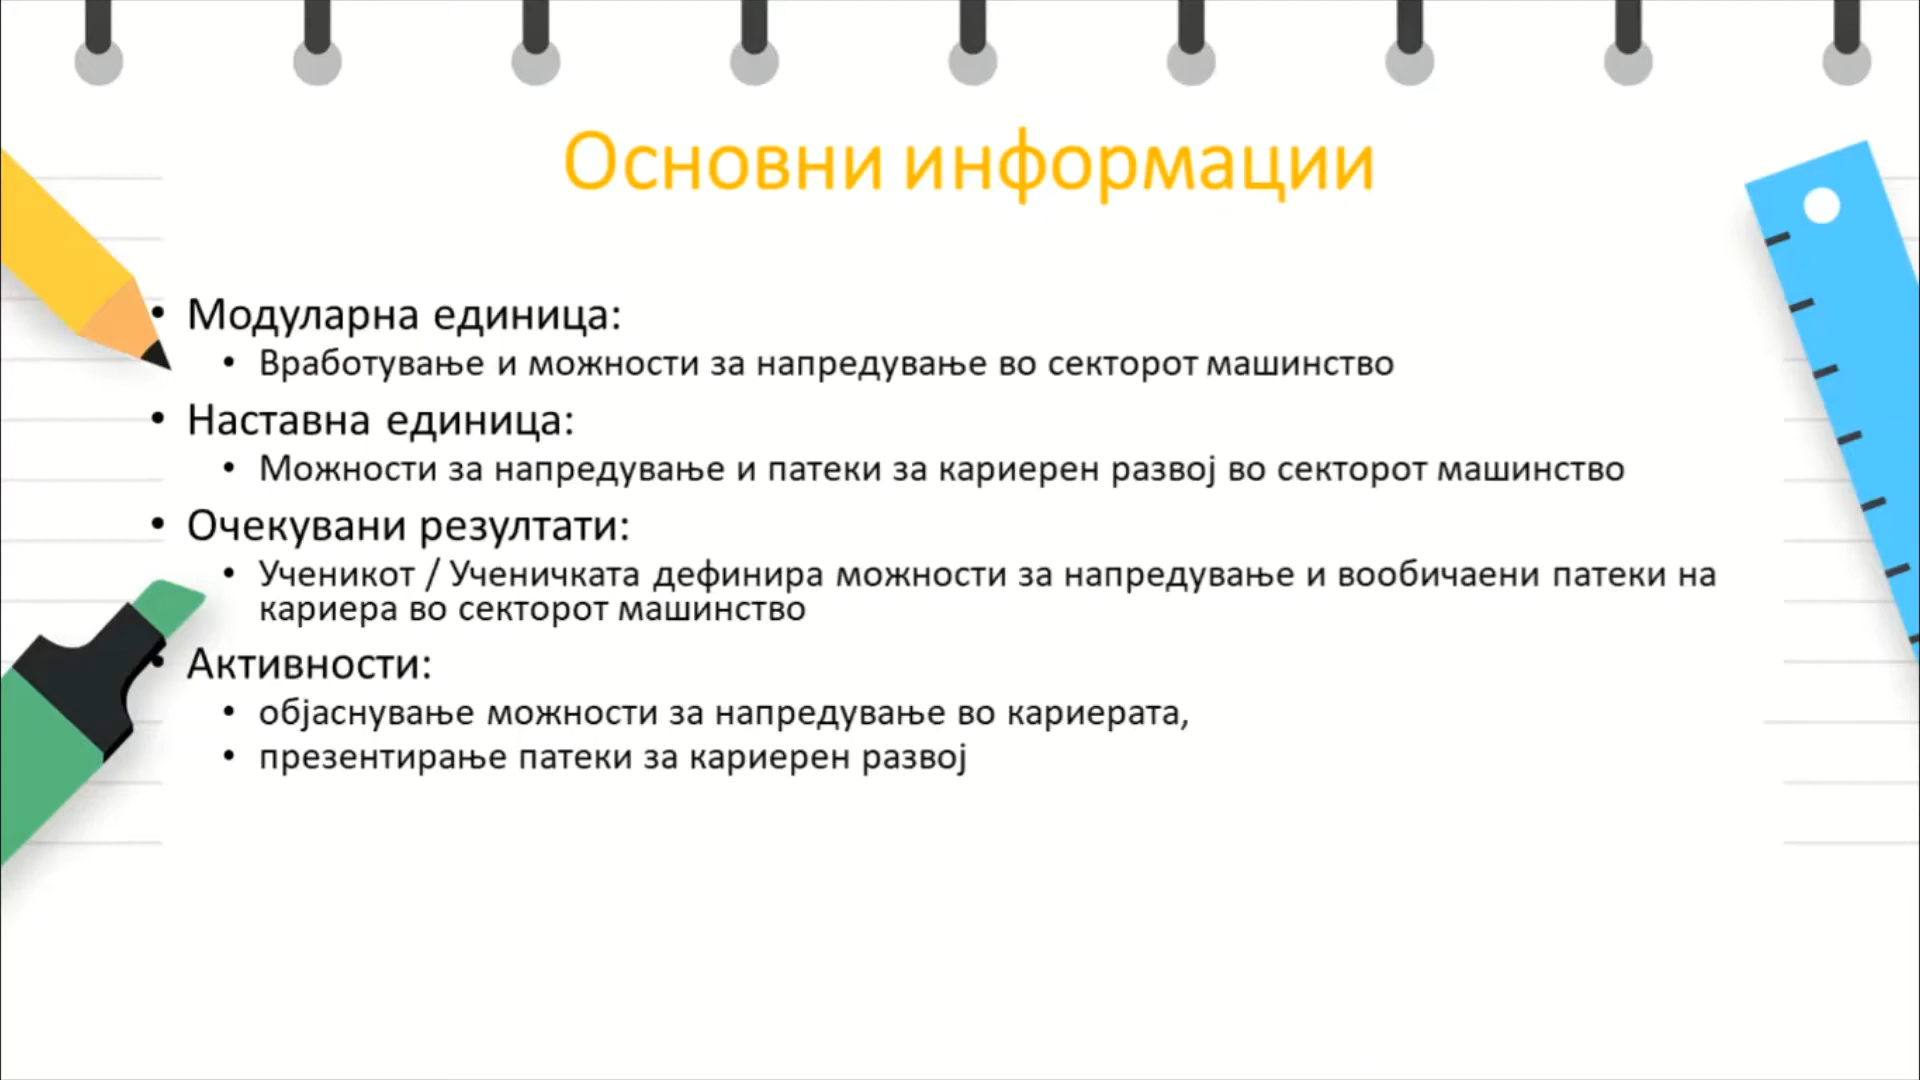 Основни информации
• Модуларна единица:
• Вработување и можности за напредување во секторот машинство
• Наставна единица:
• Можности за напредување и патеки за кариерен развој во секторот машинство
• Очекувани резултати:
• Ученикот / Ученичката дефинира можности за напредување и вообичаени патеки на
кариера во секторот машинство
• Активности:
• објаснување можности за напредување во кариерата,
• презентирање патеки за кариерен развој